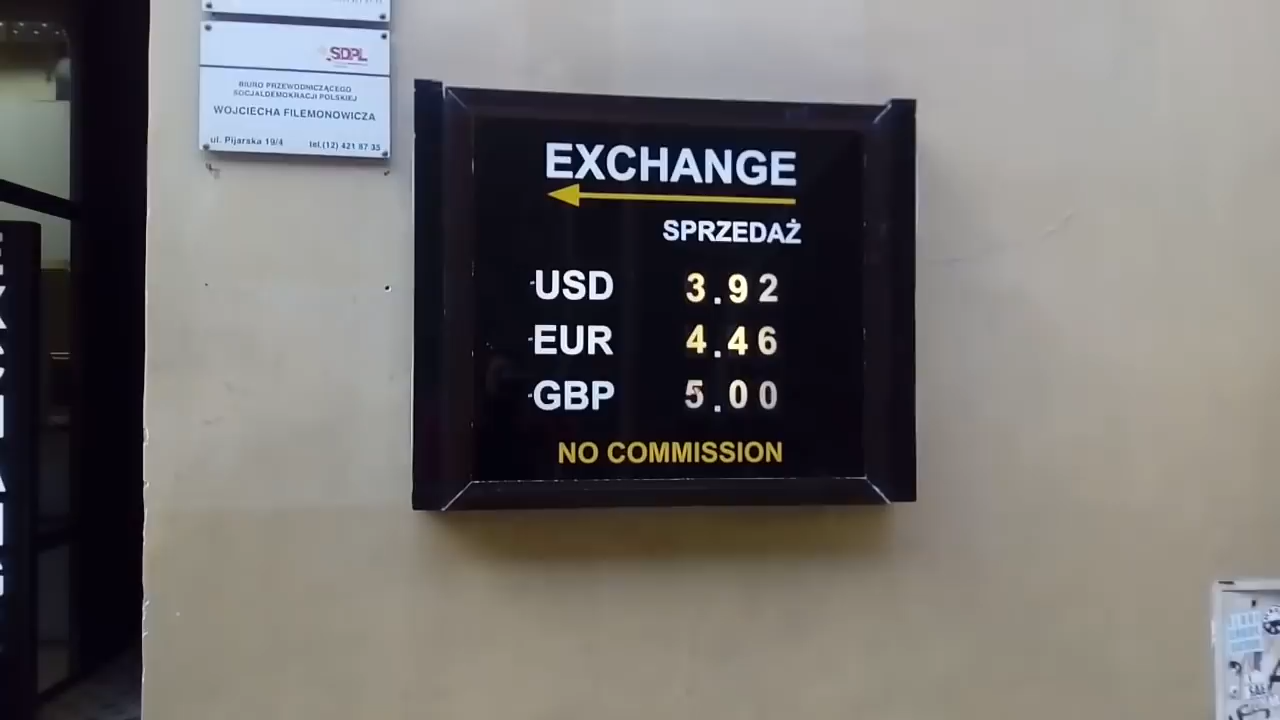 SDPL
BIURO PRZEWODNICZĄCEGO
SOCJALDEMOKRACJI POLSKIEJ
WOJCIECHA FILEMONOWICZA
ul. Pijarska 19/4 tel.(12) 421 87 35
EXCHANGE
SPRZEDAŻ
USD 3.92
EUR 4.46
GBP 5.00
NO COMMISSION